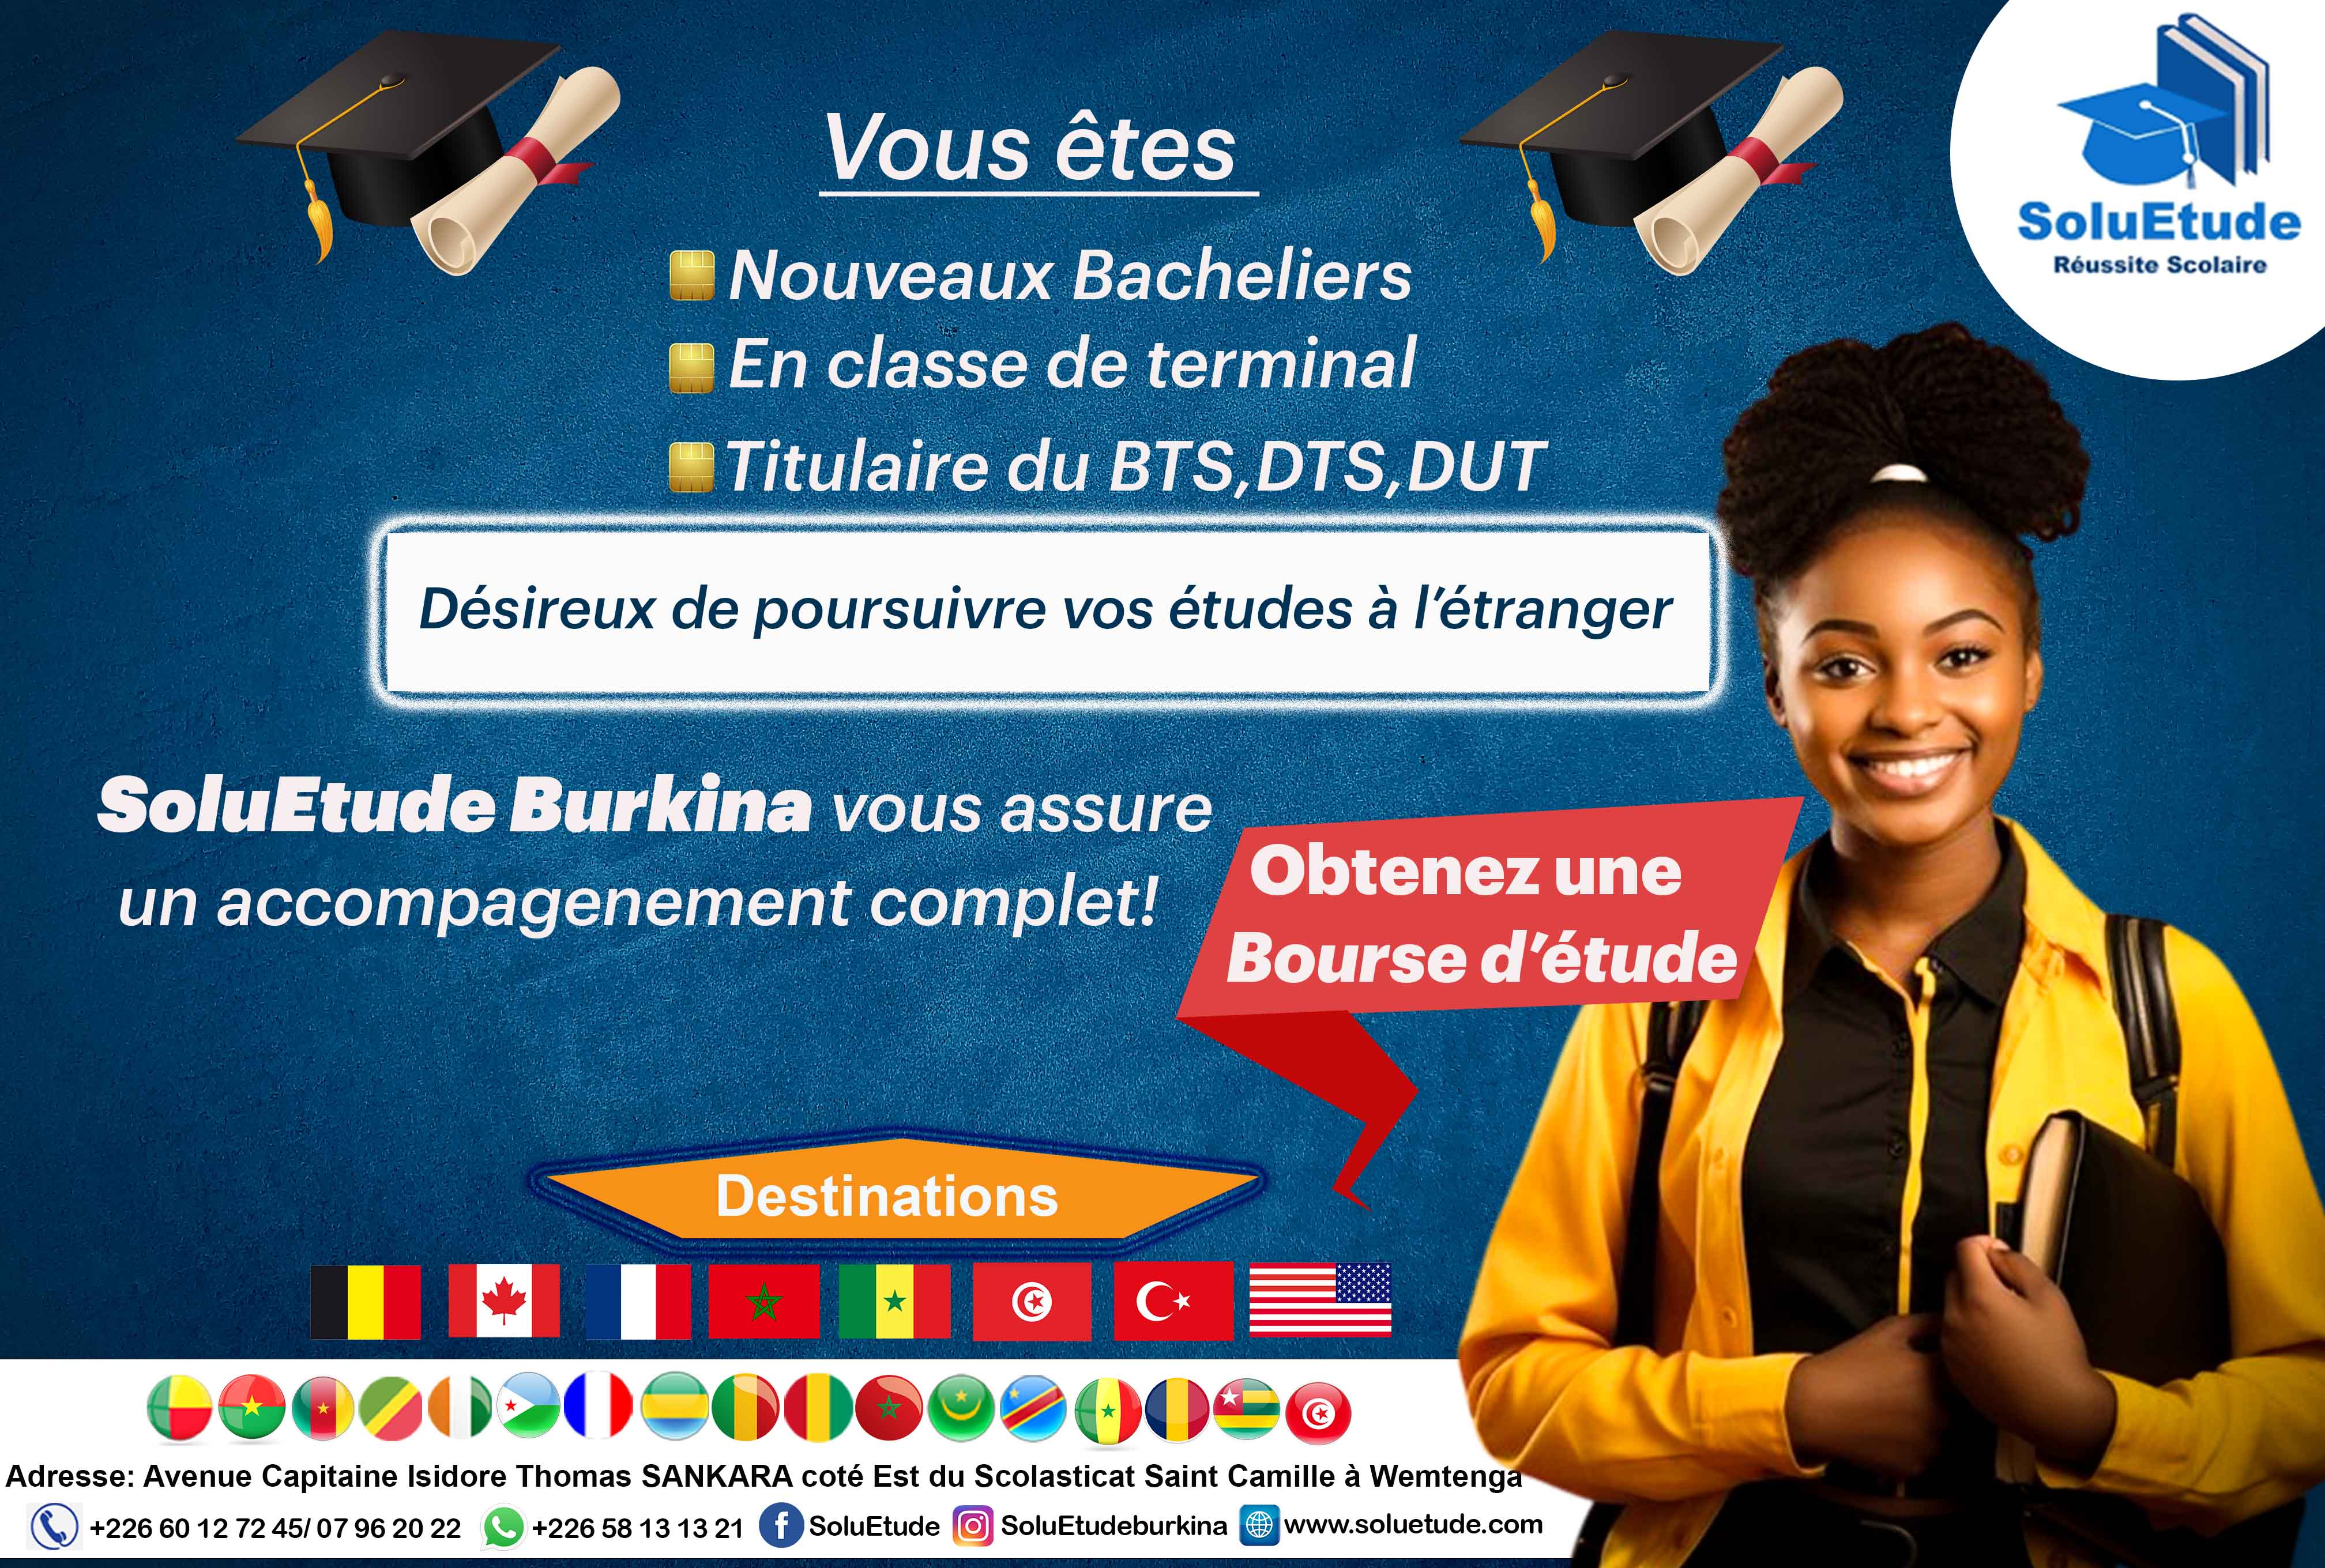 SoluEtude
Réussite Scolaire
Vous êtes
Nouveaux Bacheliers
En classe de terminal
Titulaire du BTS,DTS,DUT
Désireux de poursuivre vos études à l'étranger
SoluEtude Burkina vous assure
un accompagenement complet!
Obtenez une
Bourse d'étude
Destinations
Adresse: Avenue Capitaine Isidore Thomas SANKARA coté Est du Scolasticat Saint Camille à Wemtenga
+226 60 12 72 45/ 07 96 20 22 +226 58 13 13 21 SoluEtude SoluEtudeburkina www.soluetude.com